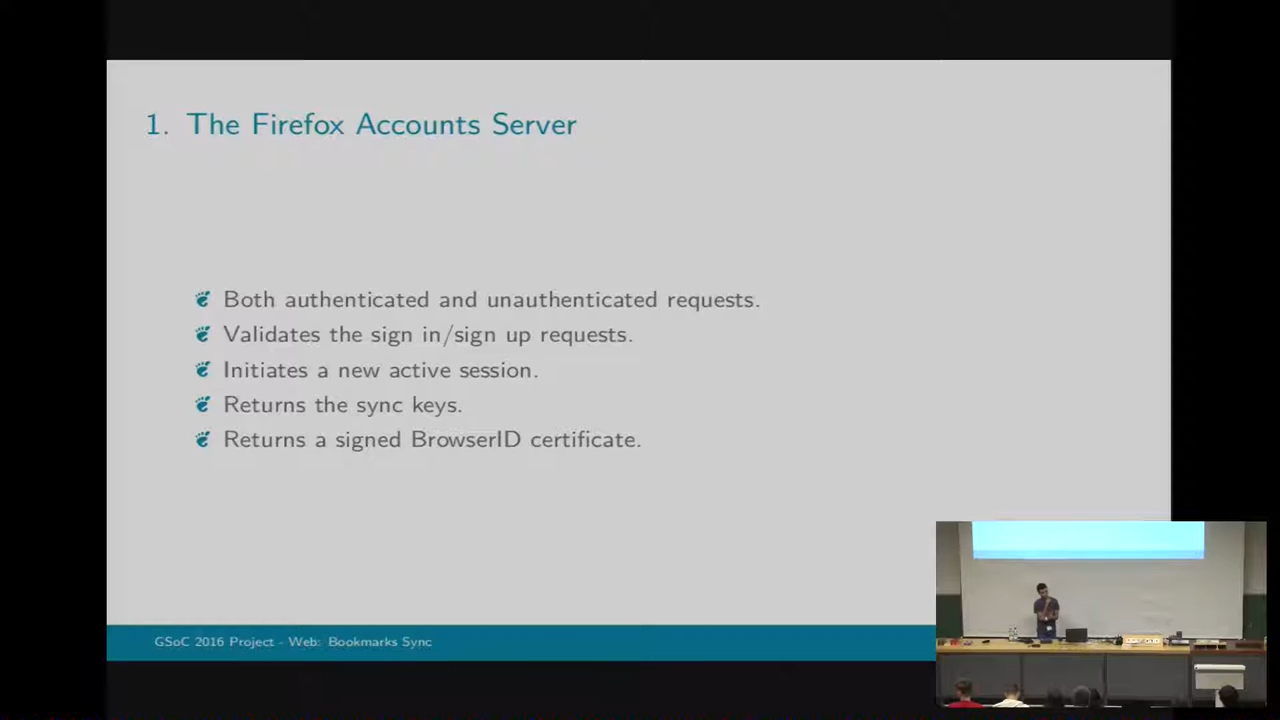 1. The Firefox Accounts Server
Both authenticated and unauthenticated requests.
Validates the sign in/sign up requests.
Initiates a new active session.
Returns the sync keys.
Returns a signed BrowserID certificate.
GSoC 2016 Project - Web: Bookmarks Sync